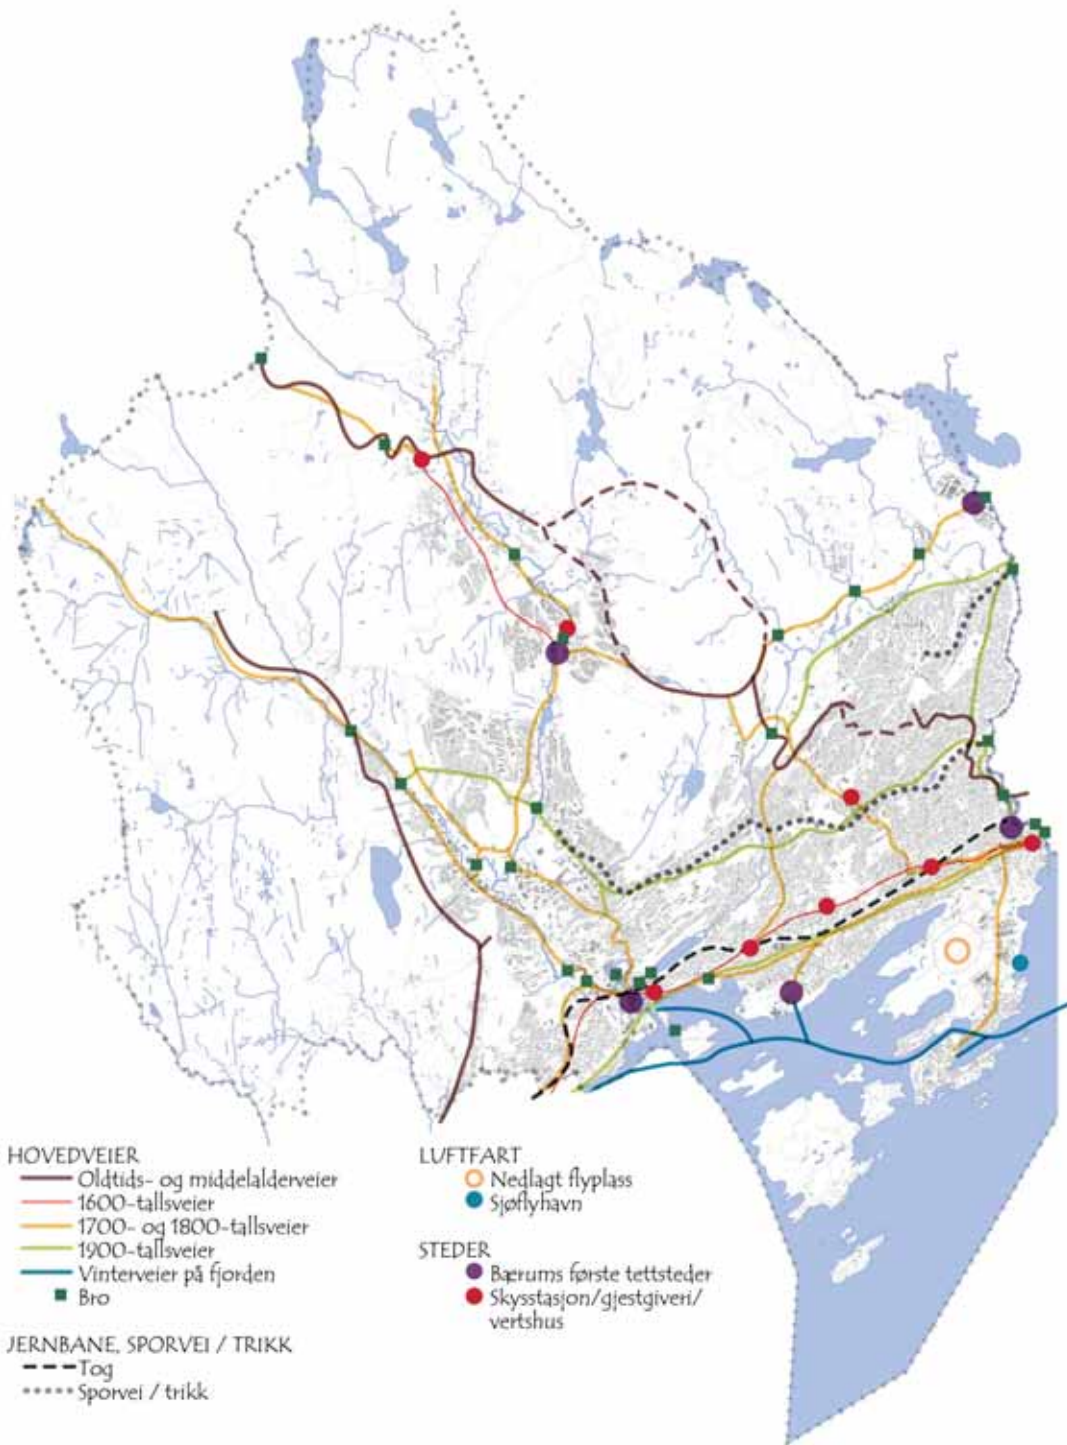 HOVEDVEIER
Oldtids- og middelalderveier
1600-tallsveier
1700- og 1800-tallsveier
1900-tallsveier
Vinterveier på fjorden
Bro
JERNBANE, SPORVEI / TRIKK
Tog
Sporvei / trikk
LUFTFART
Nedlagt flyplass
Sjøflyhavn
STEDER
Bærums første tettsteder
Skysstasjon/gjestgiveri/
vertshus